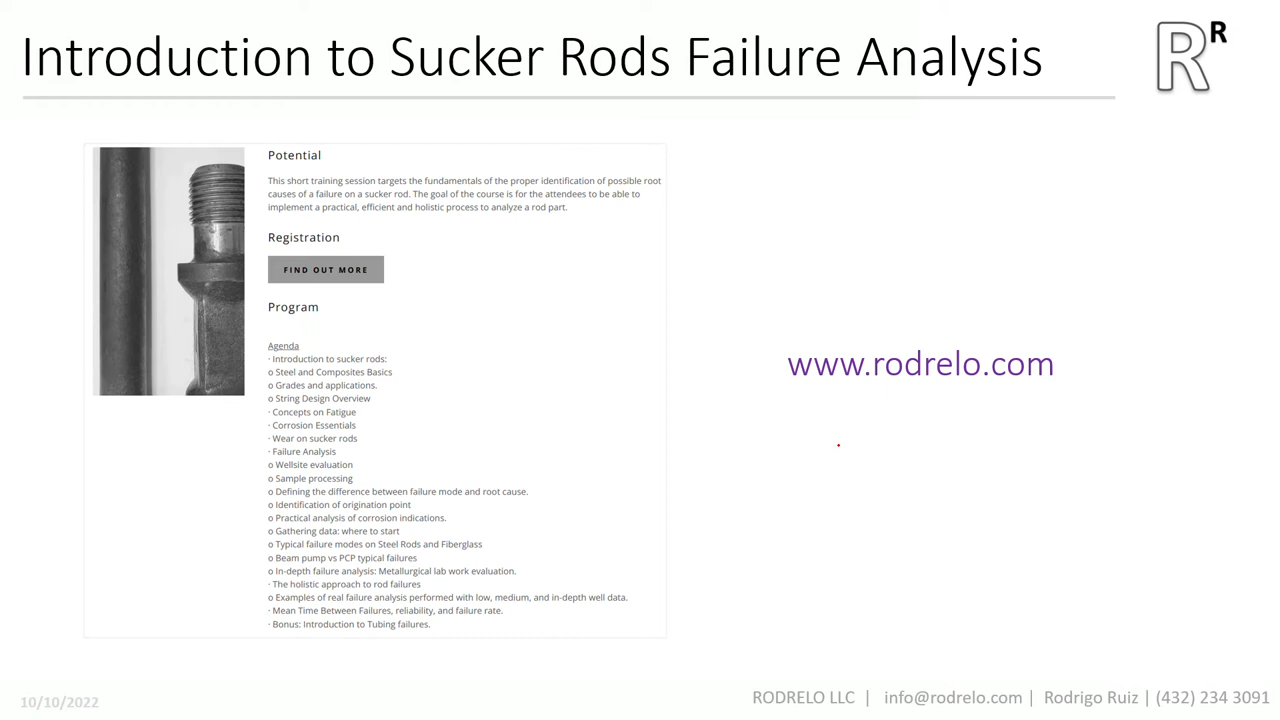 Introduction to Sucker Rods Failure Analysis
R R
Potential
This short training session targets the fundamentals of the proper identification of possible root
causes of a failure on a sucker rod. The goal of the course is for the attendees to be able to
implement a practical, efficient and holistic process to analyze a rod part.
Registration
FIND OUT MORE
Program
Agenda
· Introduction to sucker rods:
o Steel and Composites Basics
o Grades and applications.
o String Design Overview
· Concepts on Fatigue
· Corrosion Essentials
· Wear on sucker rods
· Failure Analysis
o Wellsite evaluation
o Sample processing
o Defining the difference between failure mode and root cause.
o Identification of origination point
o Practical analysis of corrosion indications.
o Gathering data: where to start
o Typical failure modes on Steel Rods and Fiberglass
o Beam pump vs PCP typical failures
o In-depth failure analysis: Metallurgical lab work evaluation.
· The holistic approach to rod failures
o Examples of real failure analysis performed with low, medium, and in-depth well data.
· Mean Time Between Failures, reliability, and failure rate.
· Bonus: Introduction to Tubing failures.
www.rodrelo.com
10/10/2022
RODRELO LLC | info@rodrelo.com | Rodrigo Ruiz | (432) 234 3091